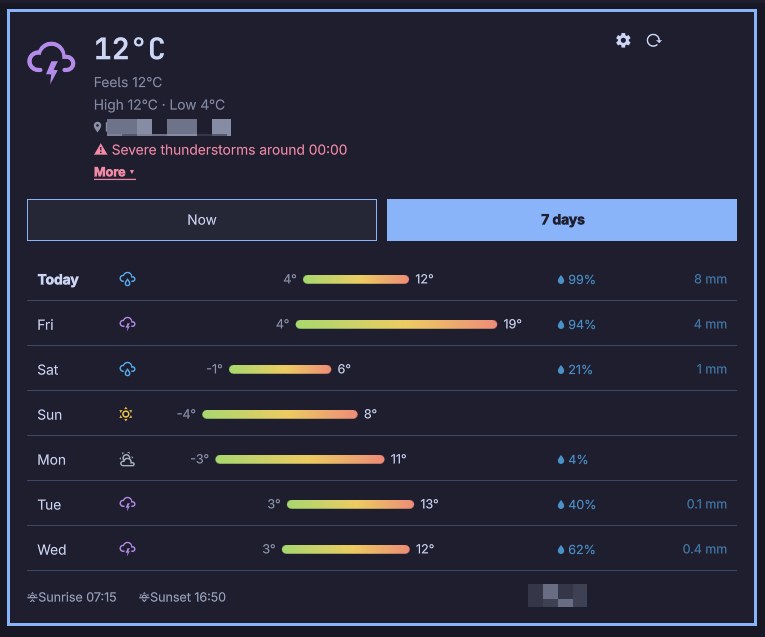 12°C
Feels 12°C
High 12°C · Low 4°C
Severe thunderstorms around 00:00
More
Now
7 days
Today 4° 12° 99% 8 mm
Fri 4° 19° 94% 4 mm
Sat -1° 6° 21% 1 mm
Sun -4° 8°
Mon -3° 11° 4%
Tue 3° 13° 40% 0.1 mm
Wed 3° 12° 62% 0.4 mm
Sunrise 07:15 Sunset 16:50